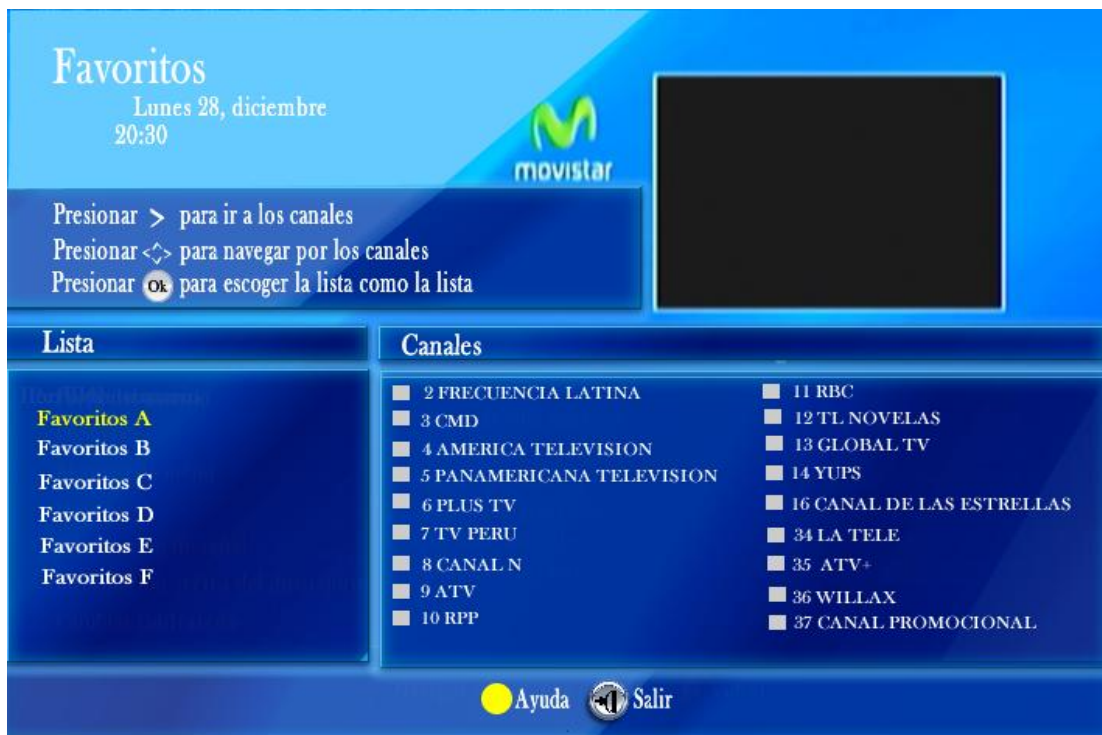 Favoritos
Lunes 28, diciembre
20:30
movistar
Presionar > para ir a los canales
Presionar <> para navegar por los canales
Presionar Ok para escoger la lista como la lista
Lista
Canales
Favoritos A
Favoritos B
Favoritos C
Favoritos D
Favoritos E
Favoritos F
2 FRECUENCIA LATINA
3 CMD
4 AMERICA TELEVISION
5 PANAMERICANA TELEVISION
6 PLUS TV
7 TV PERU
8 CANAL N
9 ATV
10 RPP
11 RBC
12 TL NOVELAS
13 GLOBAL TV
14 YUPS
16 CANAL DE LAS ESTRELLAS
34 LA TELE
35 ATV+
36 WILLAX
37 CANAL PROMOCIONAL
Ayuda Salir